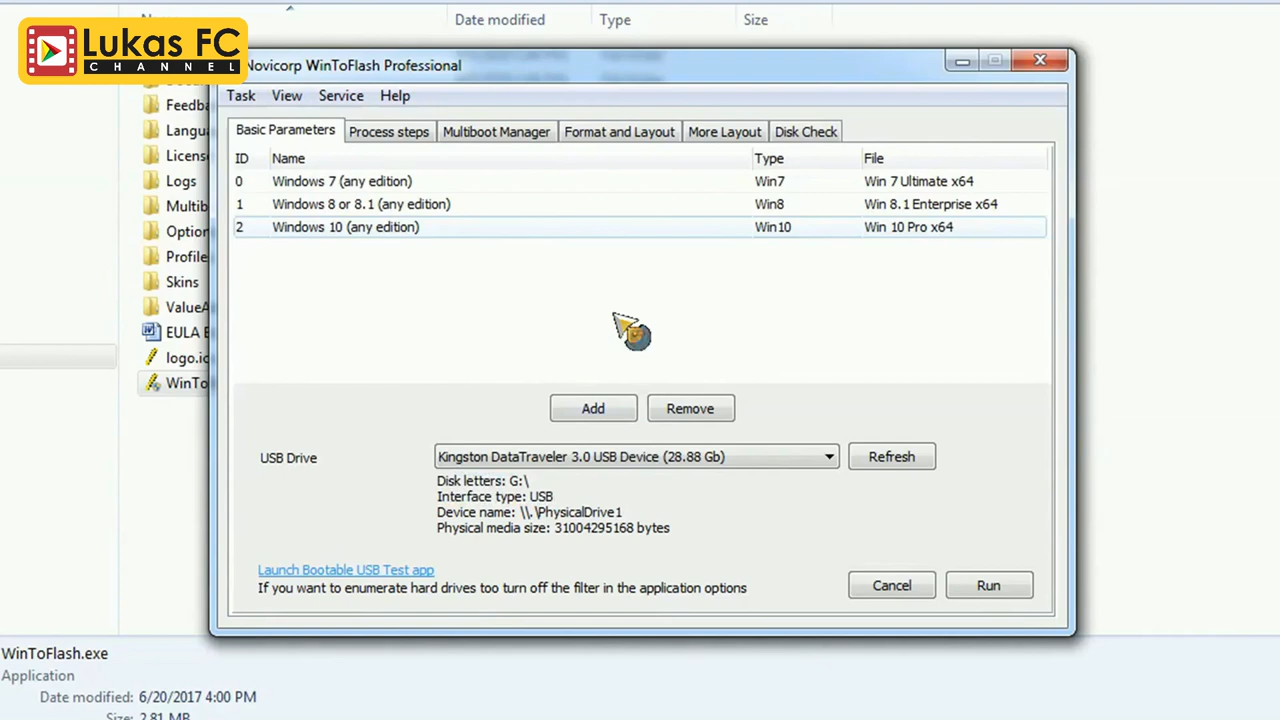 Date modified
Type
Size
Lukas FC
CHANNEL
Novicorp WinToFlash Professional
Task
View
Service
Help
Basic Parameters
Process steps
Multiboot Manager
Format and Layout
More Layout
Disk Check
ID
Name
Type
File
0
Windows 7 (any edition)
Win7
Win 7 Ultimate x64
1
Windows 8 or 8.1 (any edition)
Win8
Win 8.1 Enterprise x64
2
Windows 10 (any edition)
Win10
Win 10 Pro x64
Feedba
Langua
License
Logs
Multib
Option
Profile
Skins
ValueA
EULA E
logo.ic
WinTo
Add
Remove
USB Drive
Kingston DataTraveler 3.0 USB Device (28.88 Gb)
Refresh
Disk letters: G:\
Interface type: USB
Device name: \\.\PhysicalDrive1
Physical media size: 31004295168 bytes
Launch Bootable USB Test app
If you want to enumerate hard drives too turn off the filter in the application options
Cancel
Run
WinToFlash.exe
Application
Date modified: 6/20/2017 4:00 PM
Size: 2.81 MB